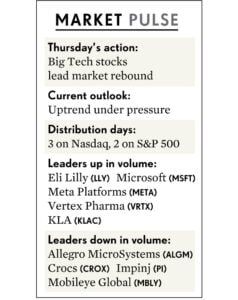 MARKET PULSE
Thursday's action:
Big Tech stocks
lead market rebound
Current outlook:
Uptrend under pressure
Distribution days:
3 on Nasdaq, 2 on S&P 500
Leaders up in volume:
Eli Lilly (LLY) Microsoft (MSFT)
Meta Platforms (META)
Vertex Pharma (VRTX)
KLA (KLAC)
Leaders down in volume:
Allegro MicroSystems (ALGM)
Crocs (CROX) Impinj (PI)
Mobileye Global (MBLY)